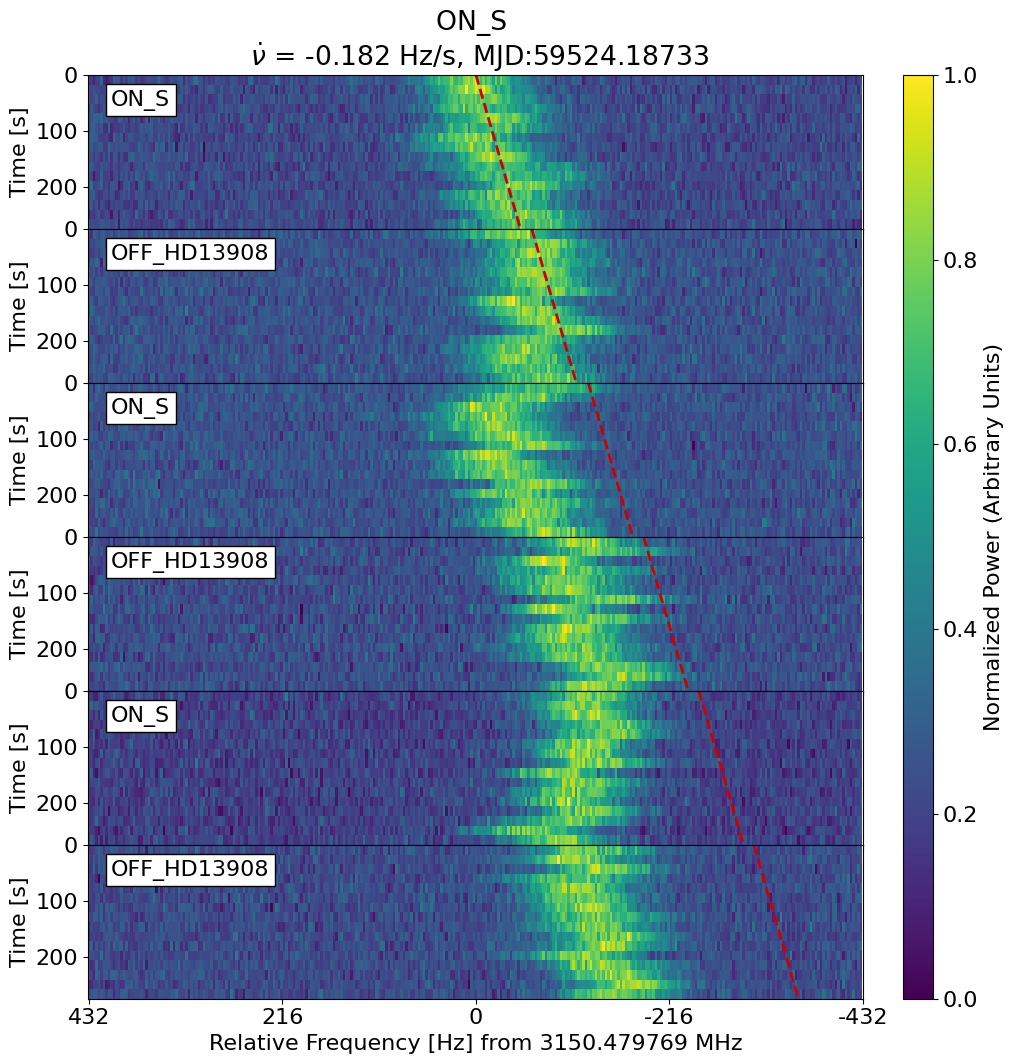 ON_S
ν̇ = -0.182 Hz/s, MJD:59524.18733
0
100
200
Time [s]
ON_S
0
100
200
Time [s]
OFF_HD13908
0
100
200
Time [s]
ON_S
0
100
200
Time [s]
OFF_HD13908
0
100
200
Time [s]
ON_S
0
100
200
Time [s]
OFF_HD13908
432 216 0 -216 -432
Relative Frequency [Hz] from 3150.479769 MHz
1.0
0.8
0.6
0.4
0.2
0.0
Normalized Power (Arbitrary Units)